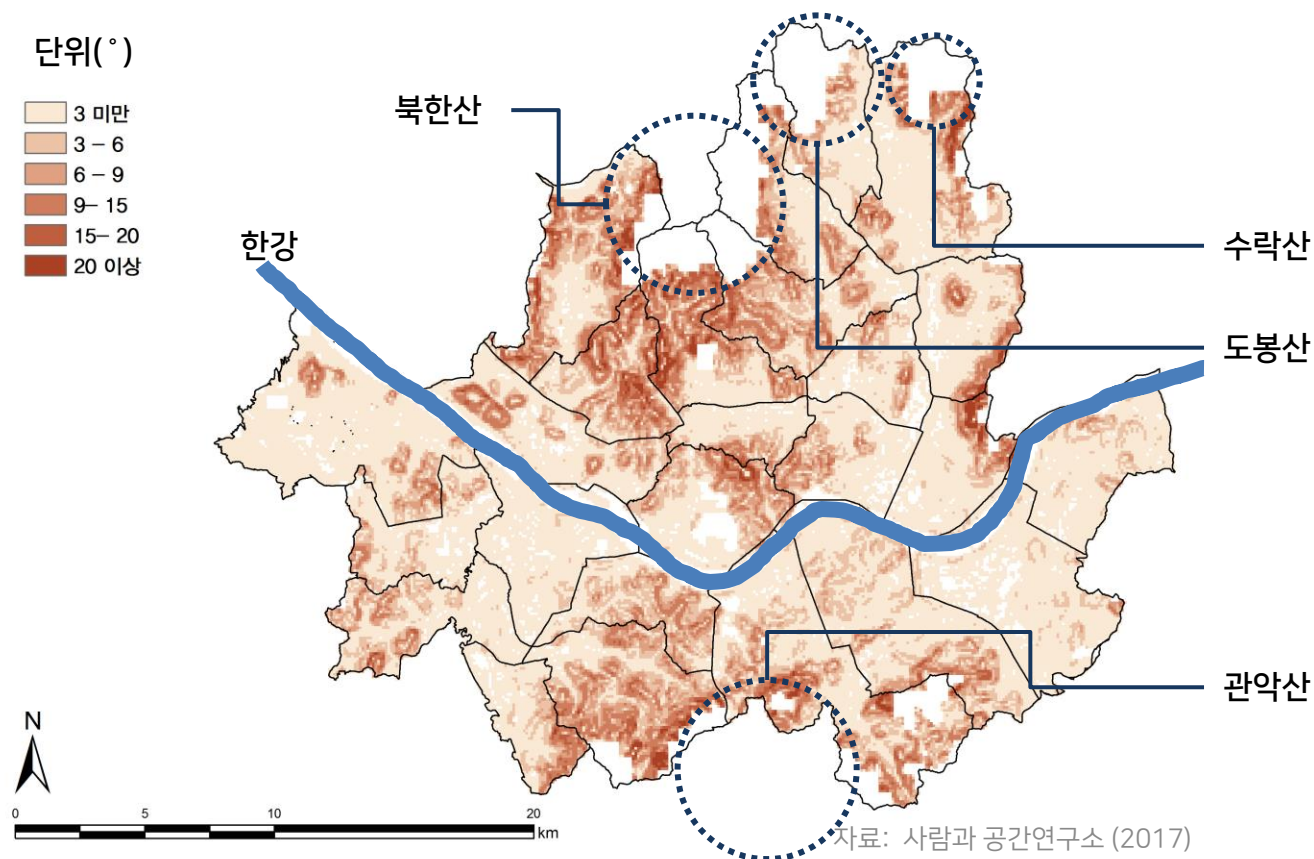 단위(˚)
3 미만
3 – 6
6 – 9
9– 15
15– 20
20 이상
북한산
한강
수락산
도봉산
관악산
N
0 5 10 20
km
자료: 사람과 공간연구소 (2017)